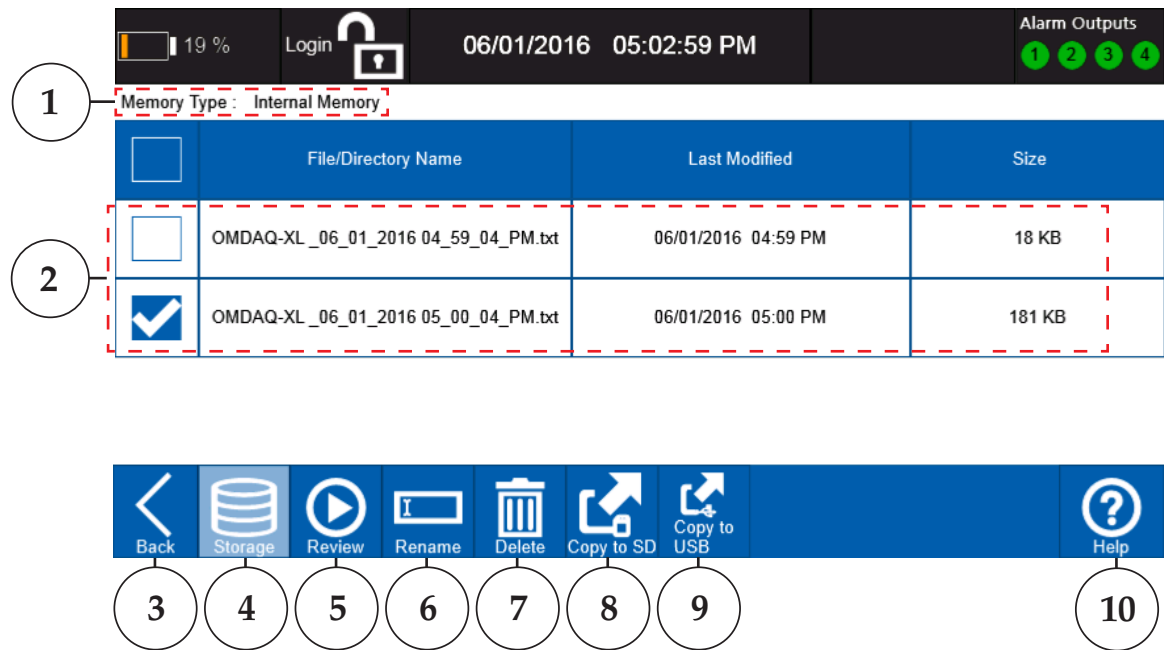 19 % Login 06/01/2016 05:02:59 PM Alarm Outputs
1 2 3 4
1
Memory Type : Internal Memory
File/Directory Name Last Modified Size
2
OMDAQ-XL _06_01_2016 04_59_04_PM.txt 06/01/2016 04:59 PM 18 KB
OMDAQ-XL _06_01_2016 05_00_04_PM.txt 06/01/2016 05:00 PM 181 KB
Back Storage Review Rename Delete Copy to SD Copy to
USB Help
3 4 5 6 7 8 9 10